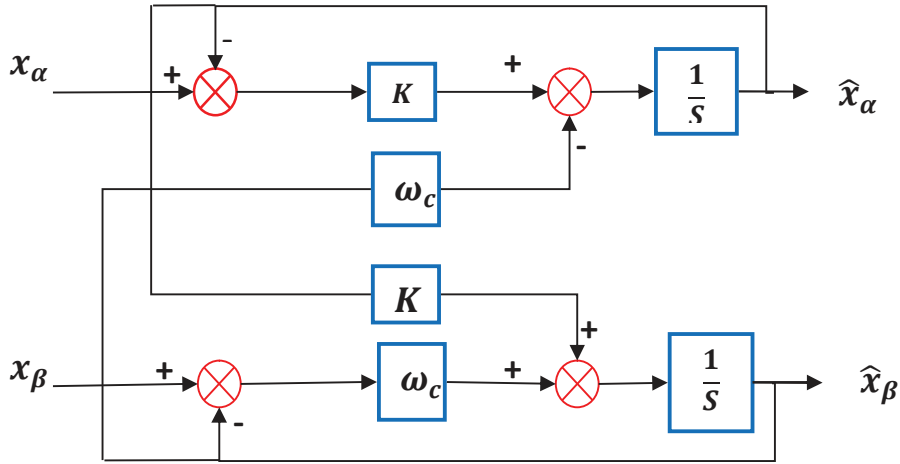 -
x_α + K + 1/S x̂_α
-
ω_c
K
+
x_β + ω_c + 1/S x̂_β
-